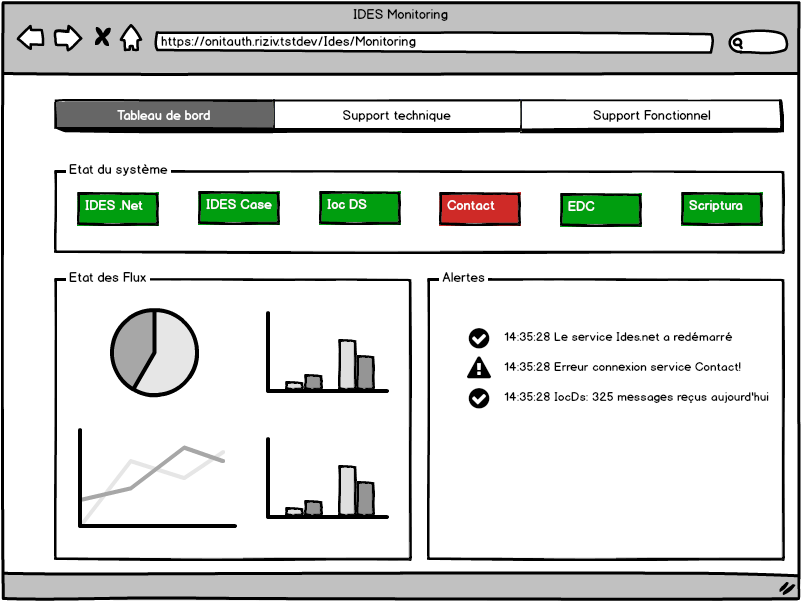 IDES Monitoring
https://onitauth.riziv.tstdev/Ides/Monitoring
Tableau de bord
Support technique
Support Fonctionnel
Etat du système
IDES .Net
IDES Case
Ioc DS
Contact
EDC
Scriptura
Etat des Flux
Alertes
14:35:28 Le service Ides.net a redémarré
14:35:28 Erreur connexion service Contact!
14:35:28 IocDs: 325 messages reçus aujourd'hui